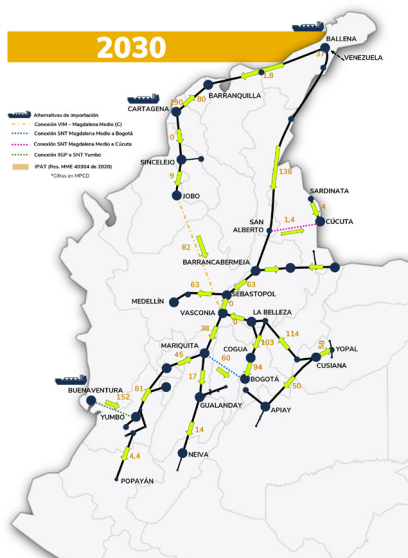 2030
BALLENA
37
VENEZUELA
1,8
Alternativas de importación
Conexión VIM - Magdalena Medio (C)
Conexión SNT Magdalena Medio a Bogotá
Conexión SNT Magdalena Medio a Cúcuta
Conexión IIGP a SNT Yumbo
IPAT (Res. MME 40304 de 2020)
*Cifras en MPCD
BARRANQUILLA
80
190
CARTAGENA
0
SINCELEJO
9
JOBO
138
SARDINATA
4
CÚCUTA
1,4
SAN
ALBERTO
82
BARRANCABERMEJA
63
63
SEBASTOPOL
MEDELLÍN
0
VASCONIA
LA BELLEZA
38
103
114
MARIQUITA
45
COGUA
58
YOPAL
60
94
CUSIANA
17
BOGOTÁ
50
BUENAVENTURA
152
81
GUALANDAY
APIAY
YUMBO
14
4,4
NEIVA
POPAYÁN